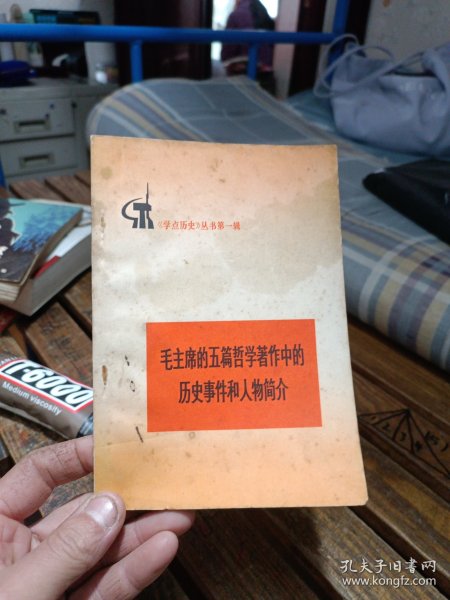 《学点历史》丛书第一辑
毛主席的五篇哲学著作中的
历史事件和人物简介
T-6000
Medium viscosity
孔夫子旧书网
www.kongfz.com